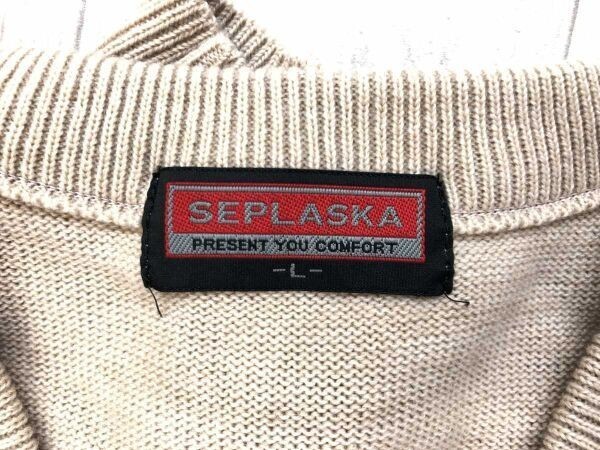 SEPLASKA
PRESENT YOU COMFORT
-L-